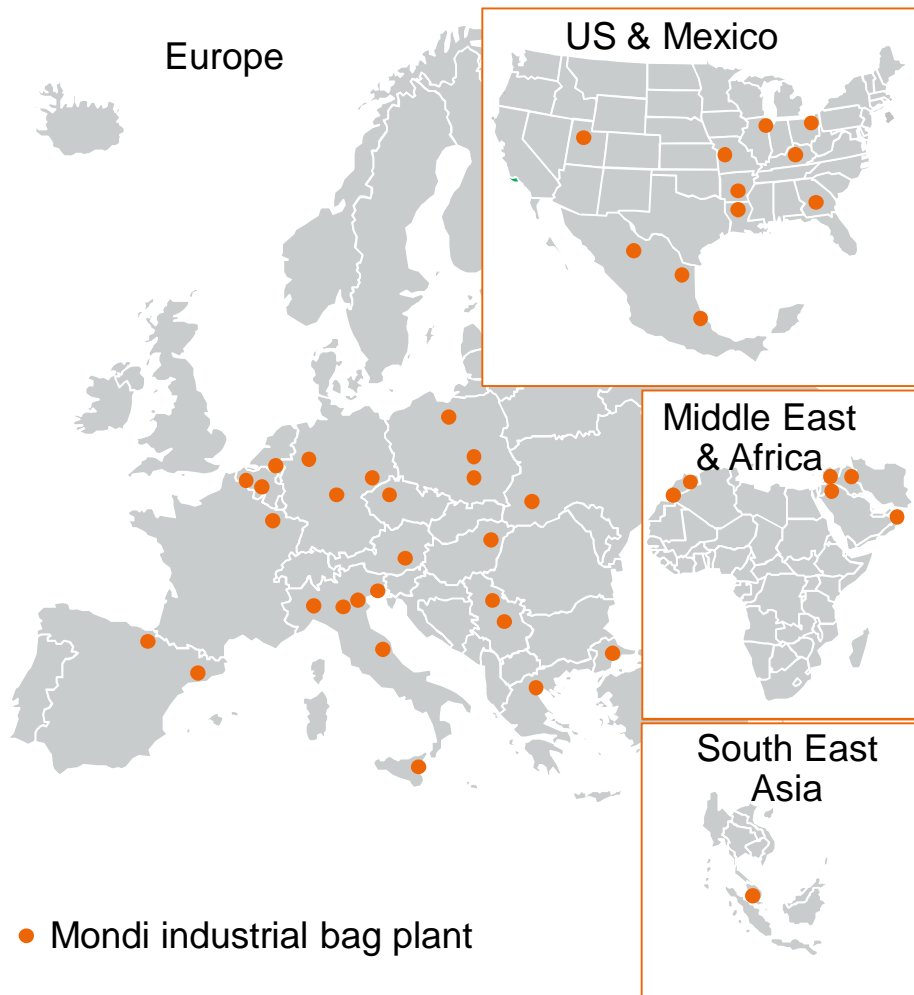 Europe
US & Mexico
Middle East
& Africa
South East
Asia
Mondi industrial bag plant